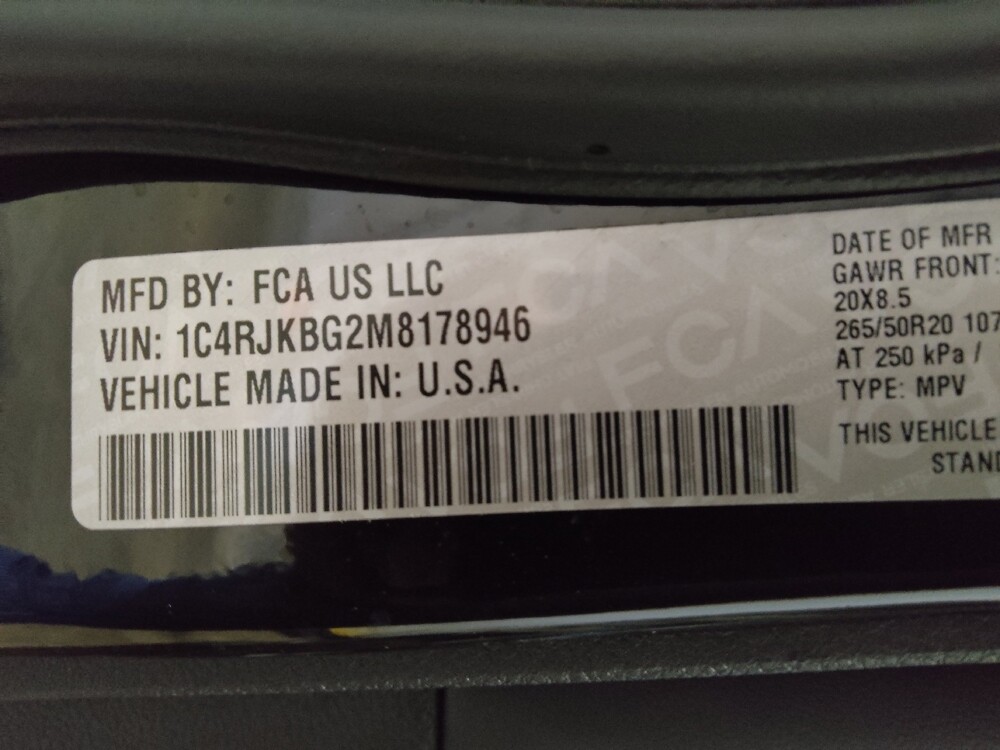 MFD BY: FCA US LLC
VIN: 1C4RJKBG2M8178946
VEHICLE MADE IN: U.S.A.
DATE OF MFR
GAWR FRONT:
20X8.5
265/50R20 107
AT 250 kPa /
TYPE: MPV
THIS VEHICLE